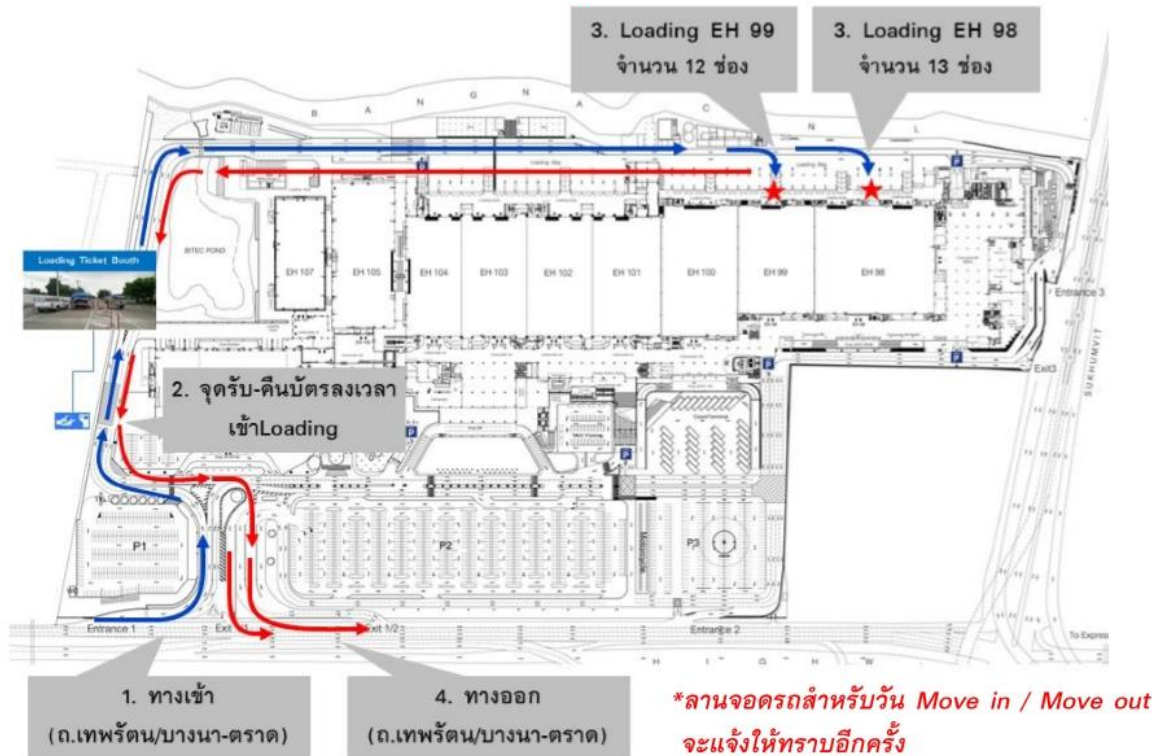 3. Loading EH 99
จำนวน 12 ช่อง
3. Loading EH 98
จำนวน 13 ช่อง
B A N G N A C N L
Loading Bay
Loading Bay
BITEC POND
EH 107
EH 105
EH 104
EH 103
EH 102
EH 101
EH 100
EH 99
EH 98
Loading Ticket Booth
Entrance 3
Exit3
SUKHUMVIT
2. จุดรับ-คืนบัตรลงเวลา
เข้าLoading
P1
P2
Motorcycle
P3
Entrance 1
Exit
Exit 1/2
Entrance 2
To Express
H I G H W
1. ทางเข้า
(ถ.เทพรัตน/บางนา-ตราด)
4. ทางออก
(ถ.เทพรัตน/บางนา-ตราด)
*ลานจอดรถสำหรับวัน Move in / Move out
จะแจ้งให้ทราบอีกครั้ง